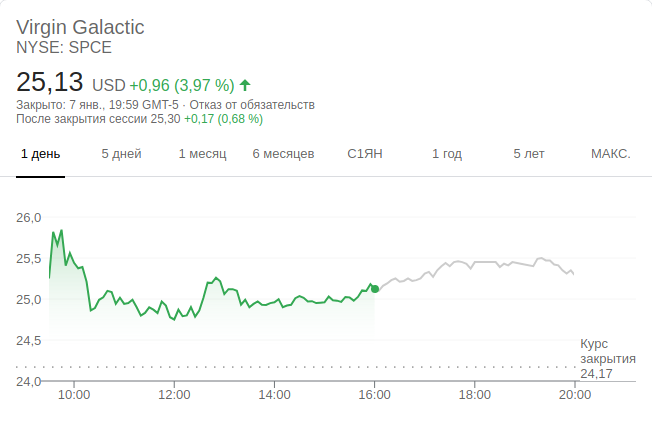 Virgin Galactic
NYSE: SPCE
25,13 USD +0,96 (3,97 %)
Закрыто: 7 янв., 19:59 GMT-5 · Отказ от обязательств
После закрытия сессии 25,30 +0,17 (0,68 %)
1 день 5 дней 1 месяц 6 месяцев С1ЯН 1 год 5 лет МАКС.
26,0
25,5
25,0
24,5
Курс
закрытия
24,17
24,0
10:00 12:00 14:00 16:00 18:00 20:00